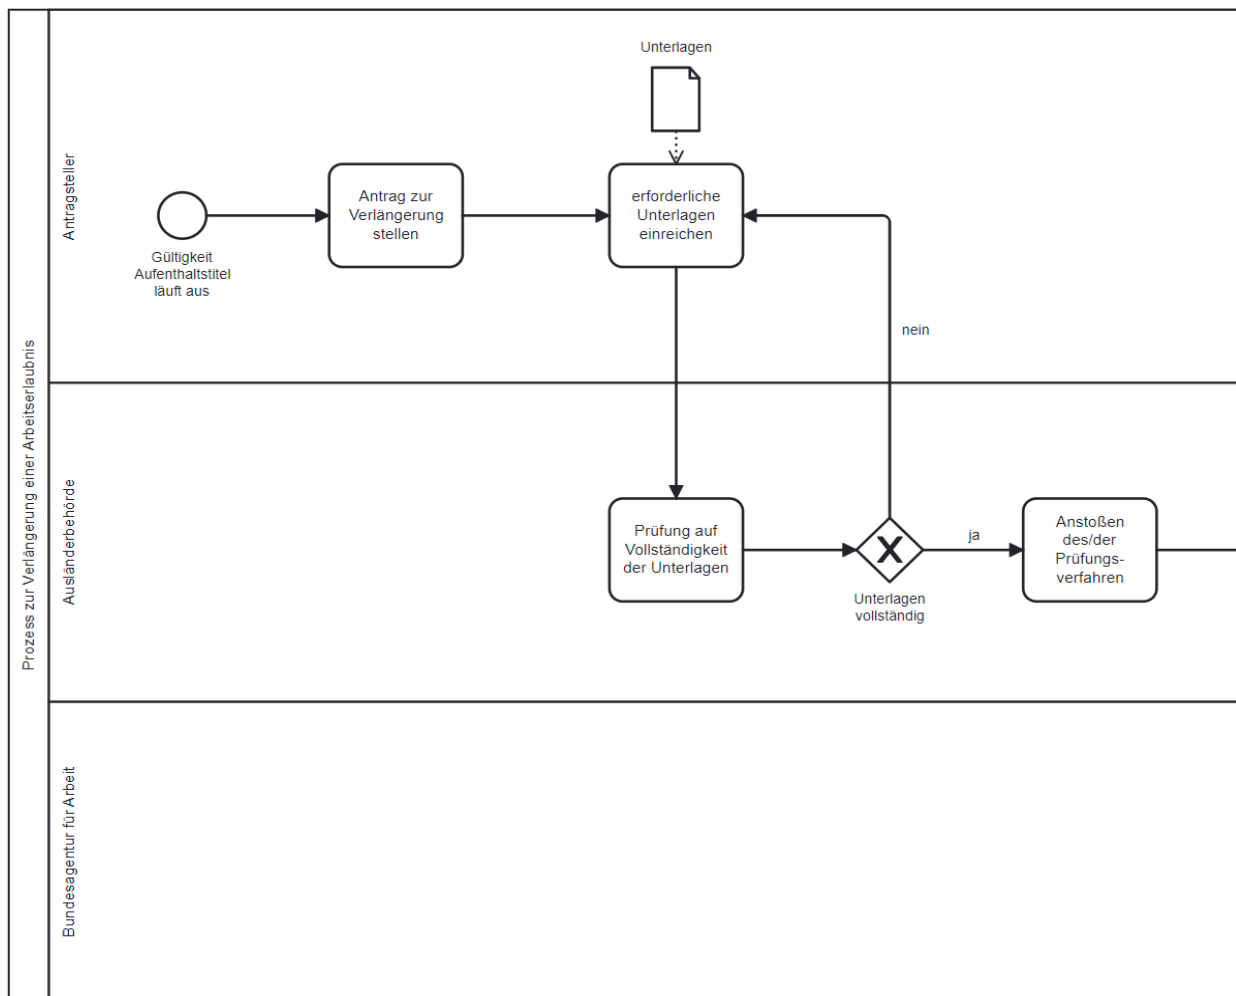 Prozess zur Verlängerung einer Arbeitserlaubnis
Antragsteller
Unterlagen
Gültigkeit
Aufenthaltstitel
läuft aus
Antrag zur
Verlängerung
stellen
erforderliche
Unterlagen
einreichen
nein
Ausländerbehörde
Prüfung auf
Vollständigkeit
der Unterlagen
Unterlagen
vollständig
ja
Anstoßen
des/der
Prüfungs-
verfahren
Bundesagentur für Arbeit